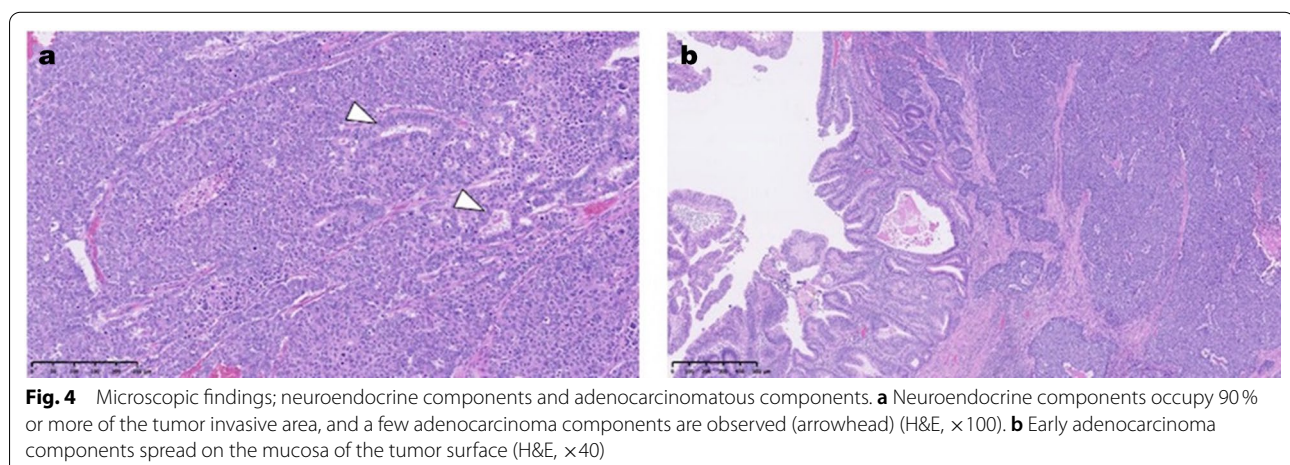 a
b
Fig. 4 Microscopic findings; neuroendocrine components and adenocarcinomatous components. a Neuroendocrine components occupy 90 %
or more of the tumor invasive area, and a few adenocarcinoma components are observed (arrowhead) (H&E, ×100). b Early adenocarcinoma
components spread on the mucosa of the tumor surface (H&E, ×40)